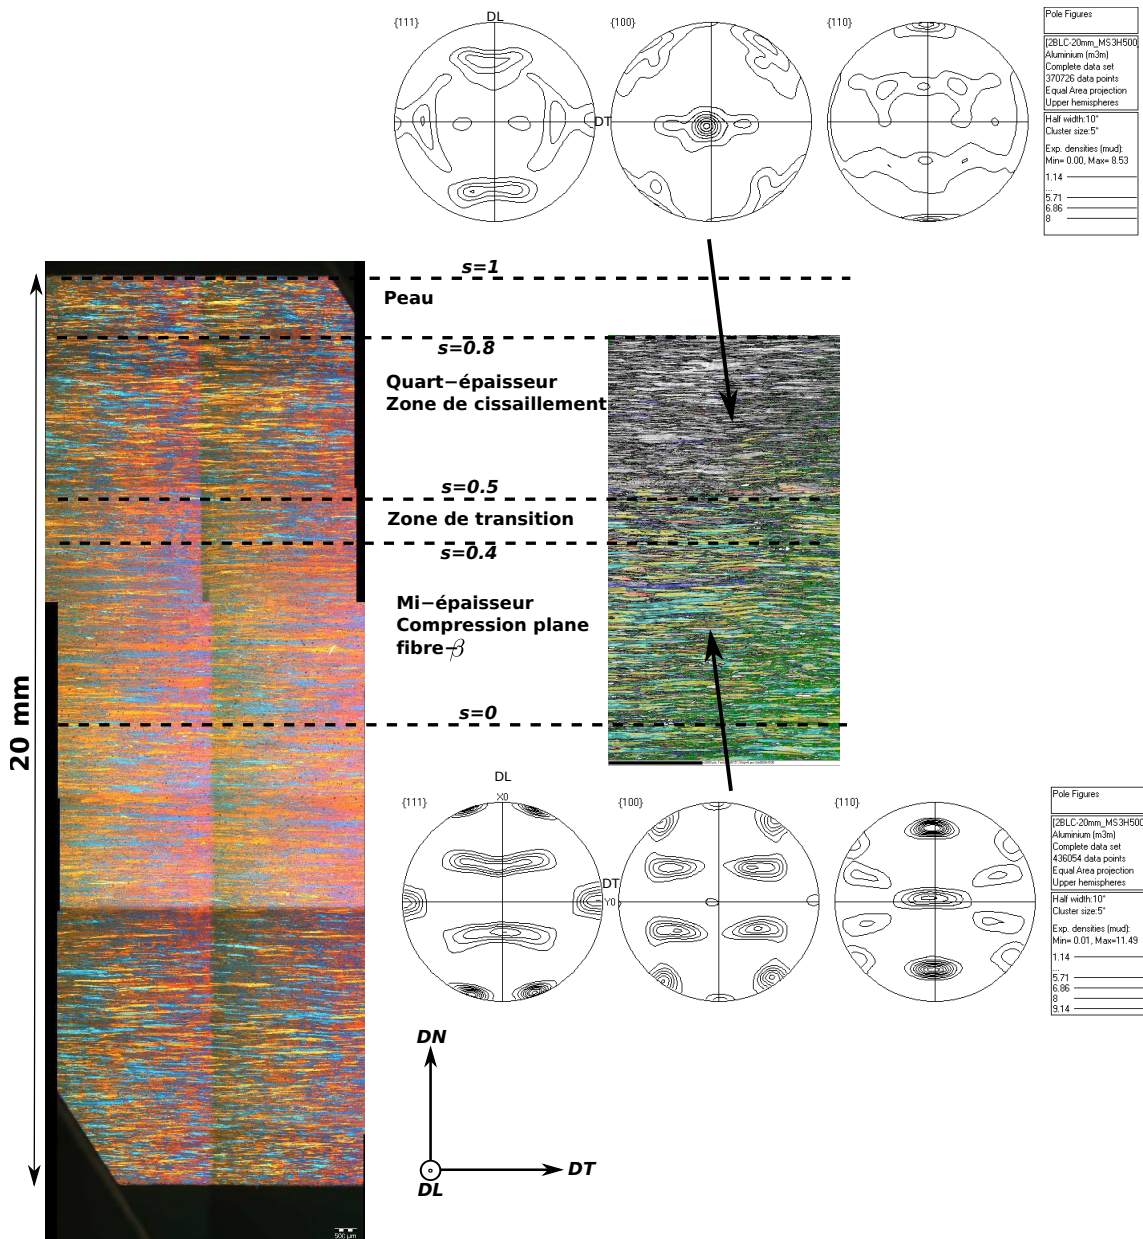 {111}
DL
{100}
{110}
DT
Pole Figures
[2BLC-20mm_MS3H500
Aluminium (m3m)
Complete data set
370726 data points
Equal Area projection
Upper hemispheres
Half width:10°
Cluster size:5°
Exp. densities (mud):
Min= 0.00, Max= 8.53
1.14
...
5.71
6.86
8
s=1
Peau
s=0.8
Quart−épaisseur
Zone de cissaillement
s=0.5
Zone de transition
s=0.4
Mi−épaisseur
Compression plane
fibre−β
s=0
20 mm
DL
X0
{111}
{100}
{110}
DT
Y0
Pole Figures
[2BLC-20mm_MS3H500
Aluminium (m3m)
Complete data set
436054 data points
Equal Area projection
Upper hemispheres
Half width:10°
Cluster size:5°
Exp. densities (mud):
Min= 0.01, Max=11.49
1.14
...
5.71
6.86
8
9.14
DN
DT
DL
500 µm